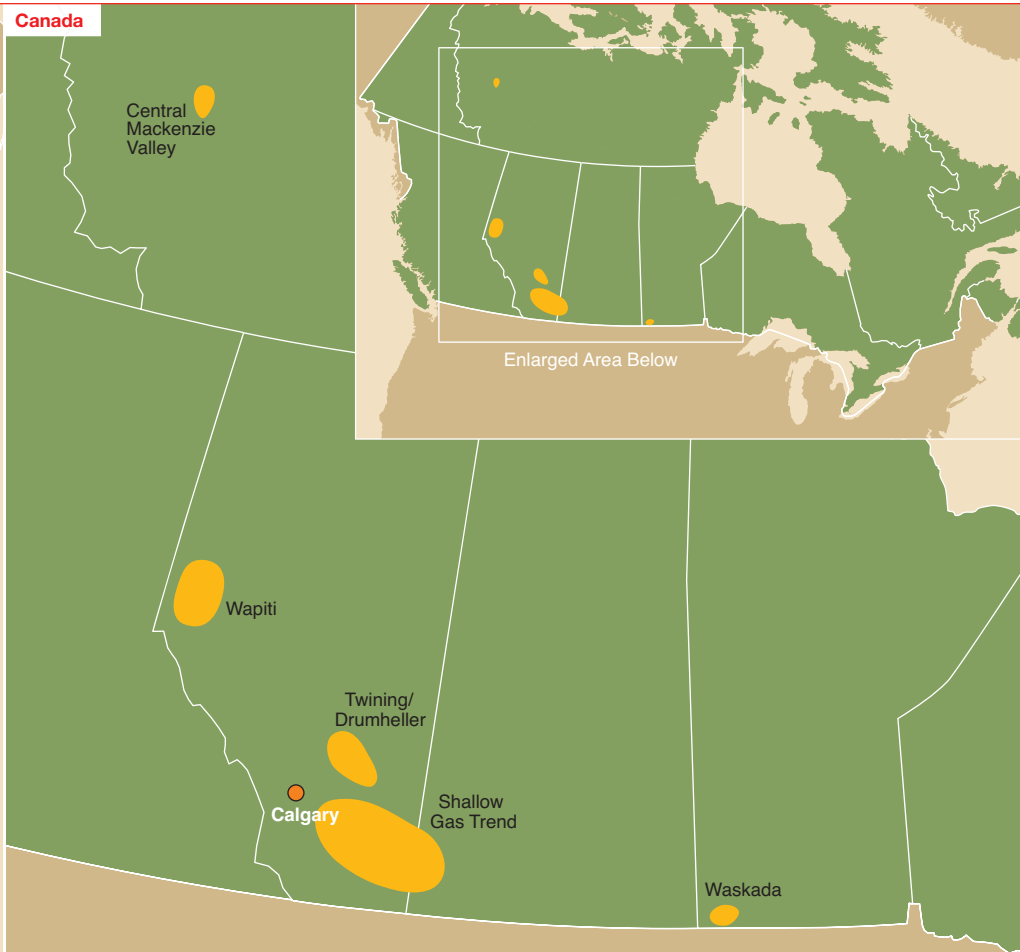 Canada
Central
Mackenzie
Valley
Enlarged Area Below
Wapiti
Twining/
Drumheller
Calgary
Shallow
Gas Trend
Waskada